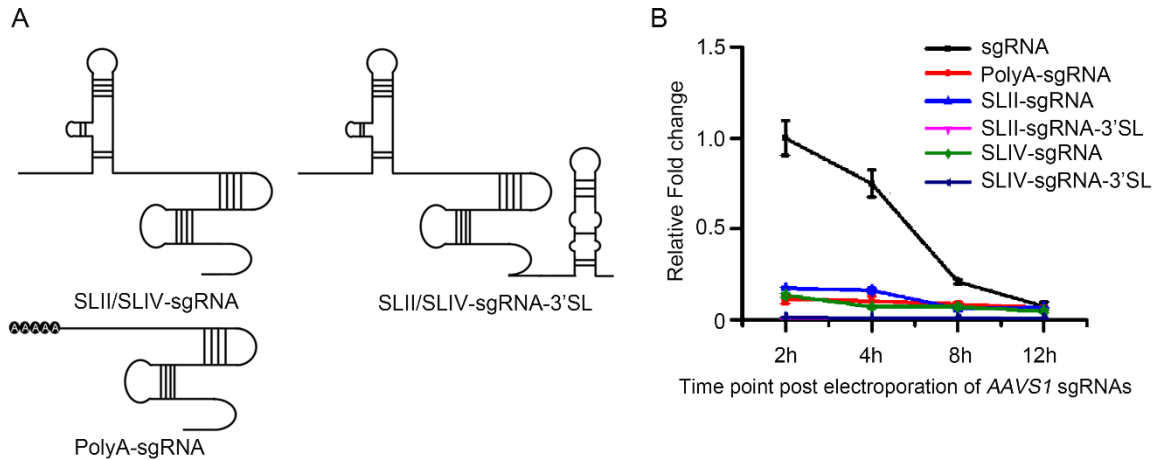 A
SLII/SLIV-sgRNA
SLII/SLIV-sgRNA-3'SL
AAAAA
PolyA-sgRNA
B
Relative Fold change
1.5
1.0
0.5
0
sgRNA
PolyA-sgRNA
SLII-sgRNA
SLII-sgRNA-3'SL
SLIV-sgRNA
SLIV-sgRNA-3'SL
2h 4h 8h 12h
Time point post electroporation of AAVS1 sgRNAs